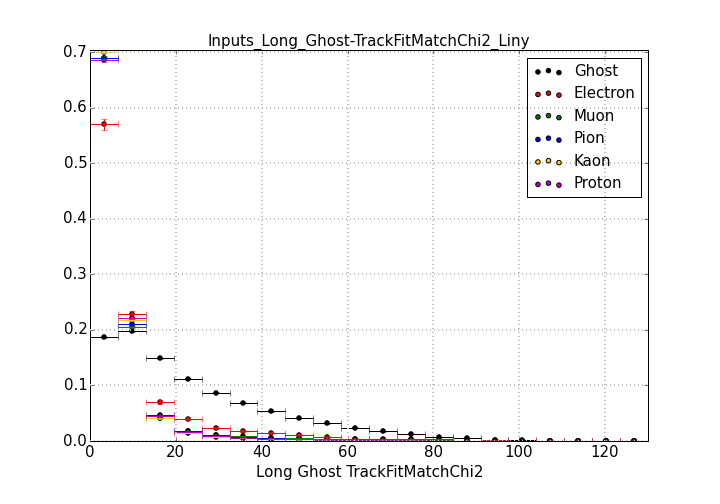 Inputs_Long_Ghost-TrackFitMatchChi2_Liny
0.7
0.6
0.5
0.4
0.3
0.2
0.1
0.0
0 20 40 60 80 100 120
Long Ghost TrackFitMatchChi2
Ghost
Electron
Muon
Pion
Kaon
Proton